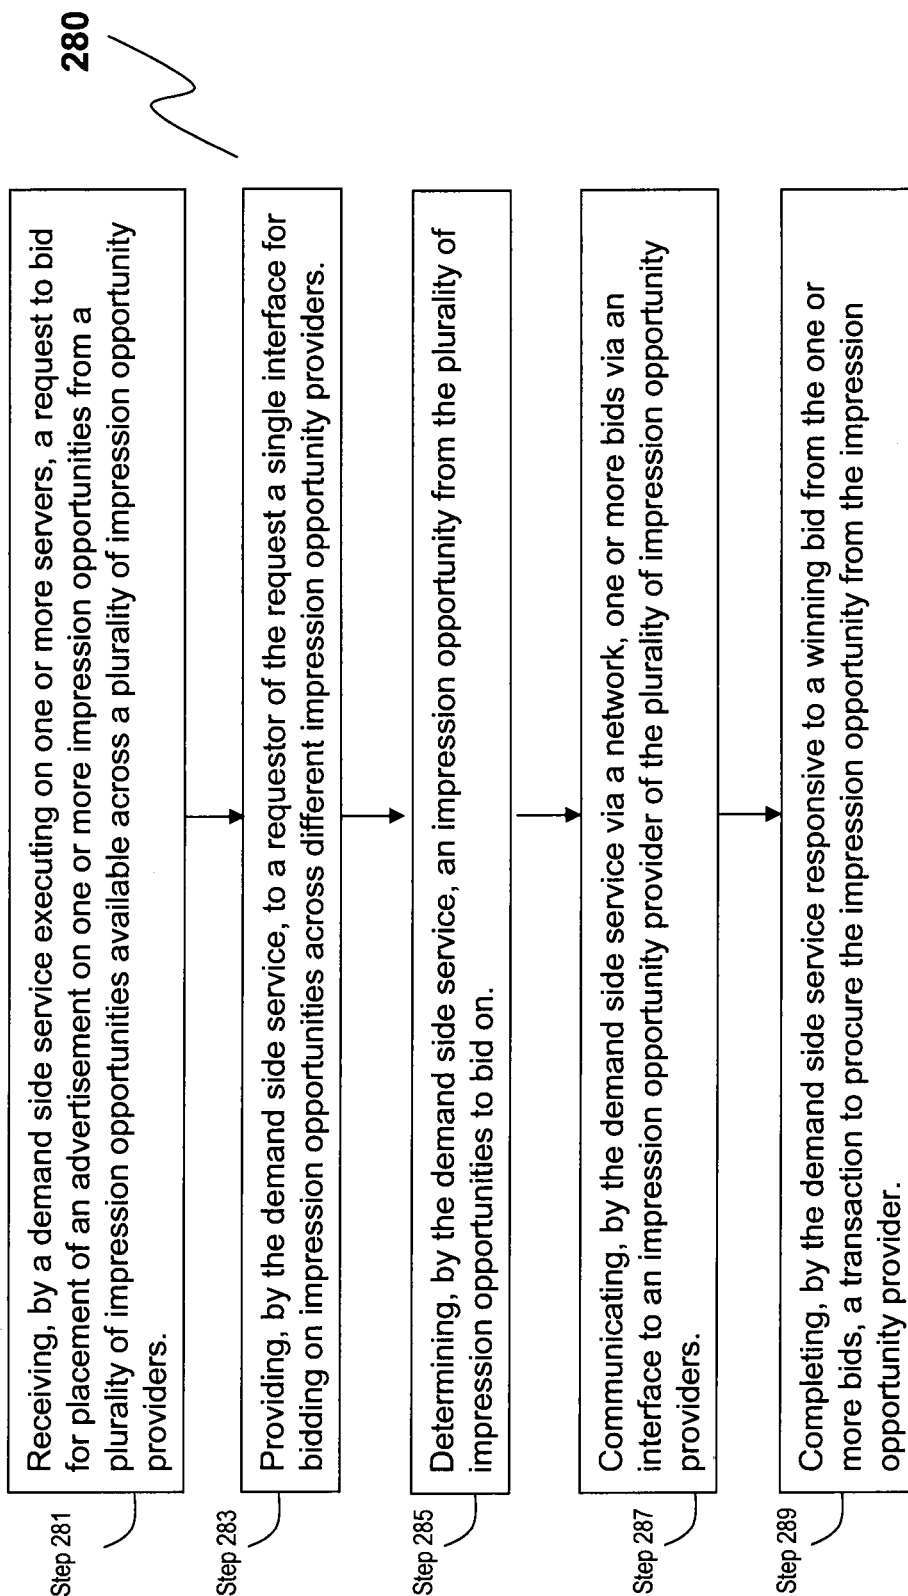 280
Step 281
Receiving, by a demand side service executing on one or more servers, a request to bid
for placement of an advertisement on one or more impression opportunities from a
plurality of impression opportunities available across a plurality of impression opportunity
providers.
Step 283
Providing, by the demand side service, to a requestor of the request a single interface for
bidding on impression opportunities across different impression opportunity providers.
Step 285
Determining, by the demand side service, an impression opportunity from the plurality of
impression opportunities to bid on.
Step 287
Communicating, by the demand side service via a network, one or more bids via an
interface to an impression opportunity provider of the plurality of impression opportunity
providers.
Step 289
Completing, by the demand side service responsive to a winning bid from the one or
more bids, a transaction to procure the impression opportunity from the impression
opportunity provider.